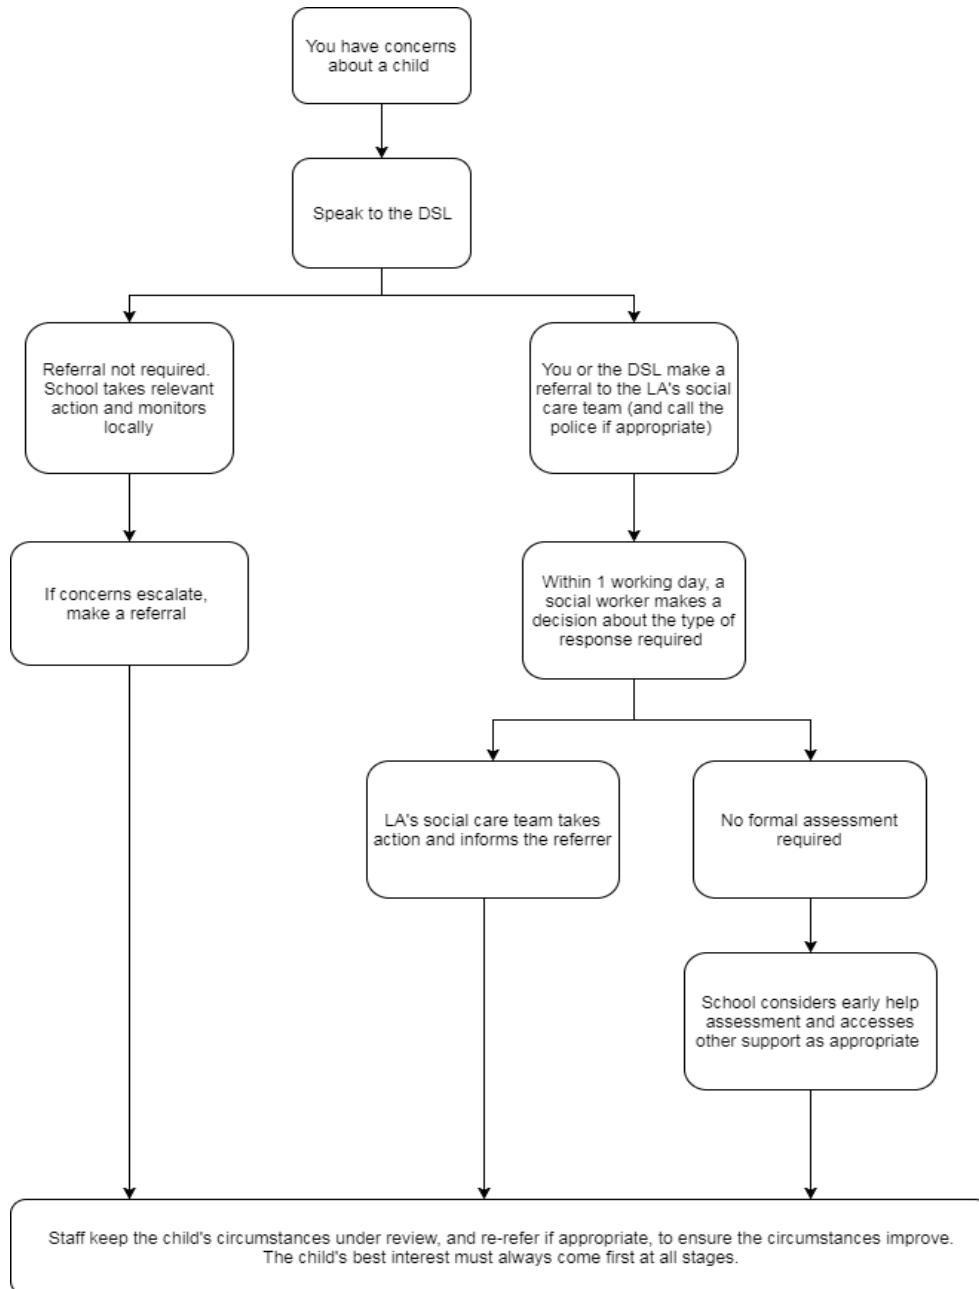 You have concerns
about a child
Speak to the DSL
Referral not required.
School takes relevant
action and monitors
locally
You or the DSL make a
referral to the LA's social
care team (and call the
police if appropriate)
If concerns escalate,
make a referral
Within 1 working day, a
social worker makes a
decision about the type of
response required
LA's social care team takes
action and informs the referrer
No formal assessment
required
School considers early help
assessment and accesses
other support as appropriate
Staff keep the child's circumstances under review, and re-refer if appropriate, to ensure the circumstances improve.
The child's best interest must always come first at all stages.